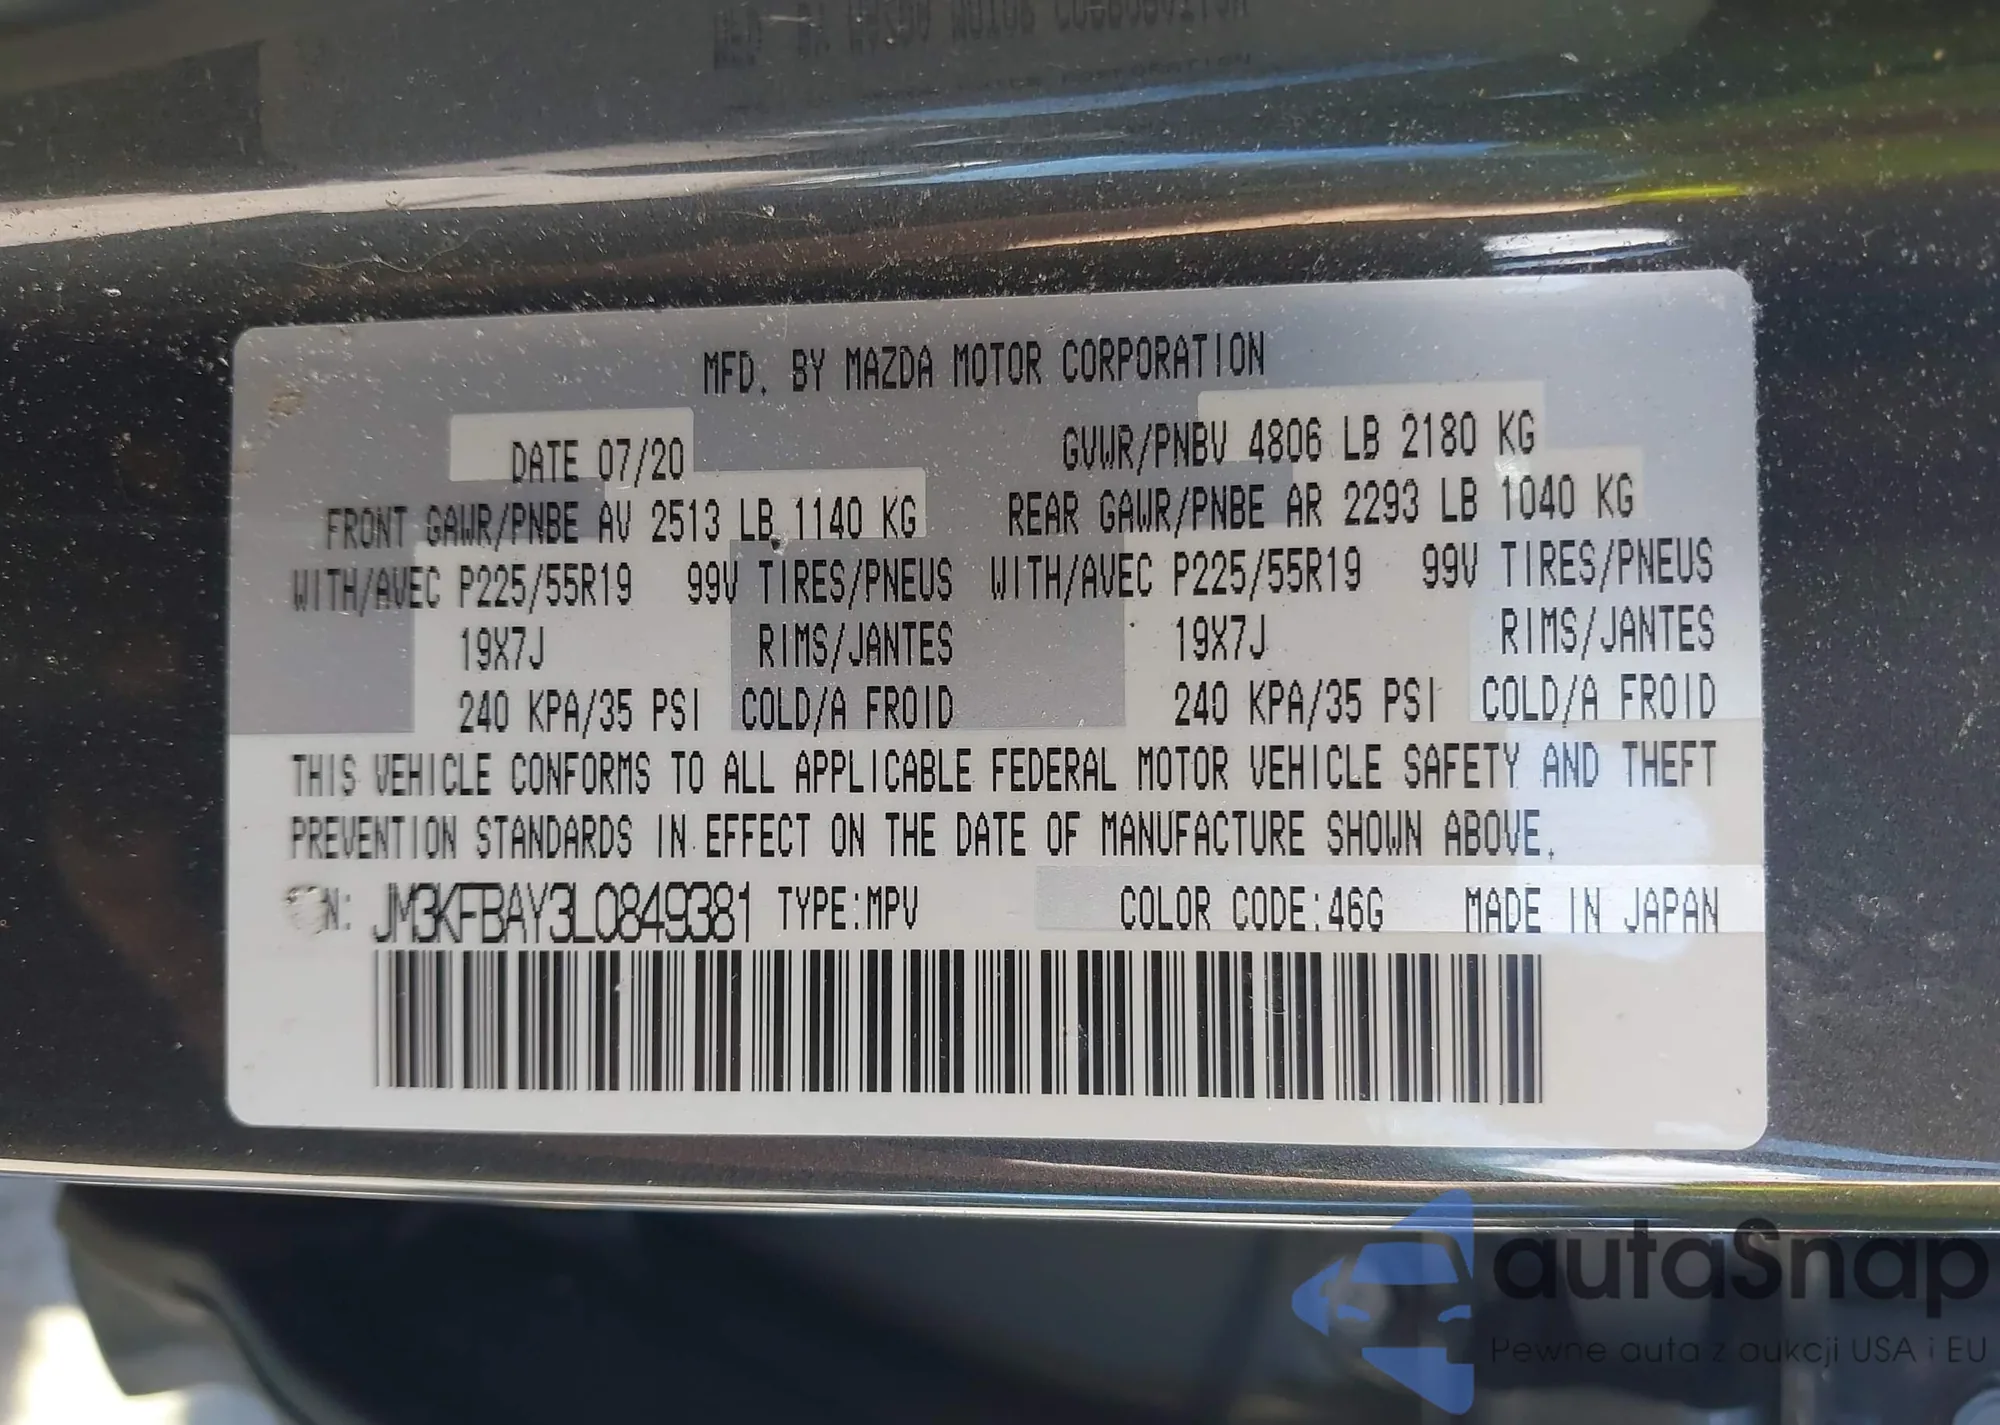 MFD. BY MAZDA MOTOR CORPORATION
DATE 07/20 GVWR/PNBV 4806 LB 2180 KG
FRONT GAWR/PNBE AV 2513 LB 1140 KG REAR GAWR/PNBE AR 2293 LB 1040 KG
WITH/AVEC P225/55R19 99V TIRES/PNEUS WITH/AVEC P225/55R19 99V TIRES/PNEUS
19X7J RIMS/JANTES 19X7J RIMS/JANTES
240 KPA/35 PSI COLD/A FROID 240 KPA/35 PSI COLD/A FROID
THIS VEHICLE CONFORMS TO ALL APPLICABLE FEDERAL MOTOR VEHICLE SAFETY AND THEFT
PREVENTION STANDARDS IN EFFECT ON THE DATE OF MANUFACTURE SHOWN ABOVE.
JM3KFBAY3L0849381 TYPE:MPV COLOR CODE:46G MADE IN JAPAN
autaSnap
Pewne auta z aukcji USA i EU